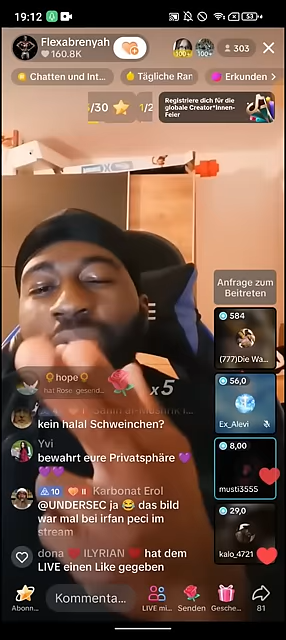 19:12
53
Flexabrenyah
160.8K
100+
100+
303
Chatten und Int...
Tägliche Ran
Erkunden >
/30
1/2
Registriere dich für die
globale Creator*innen-
Feier
Anfrage zum
Beitreten
584
(777)Die Wa...
56,0
Ex_Alevi
8,00
musti3555
29,0
kalo_4721
hope
hat Rose gesend...
x5
kein halal Schweinchen?
Yvi
bewahrt eure Privatsphäre 💜
💜💜
10 II Karbonat Erol
@UNDERSEC ja 😂 das bild
war mal bei irfan peci im
stream
dona ❤️ ILYRIAN ❤️ hat dem
LIVE einen Like gegeben
Abonn...
Kommenta...
LIVE mi...
Senden
Gesche...
81